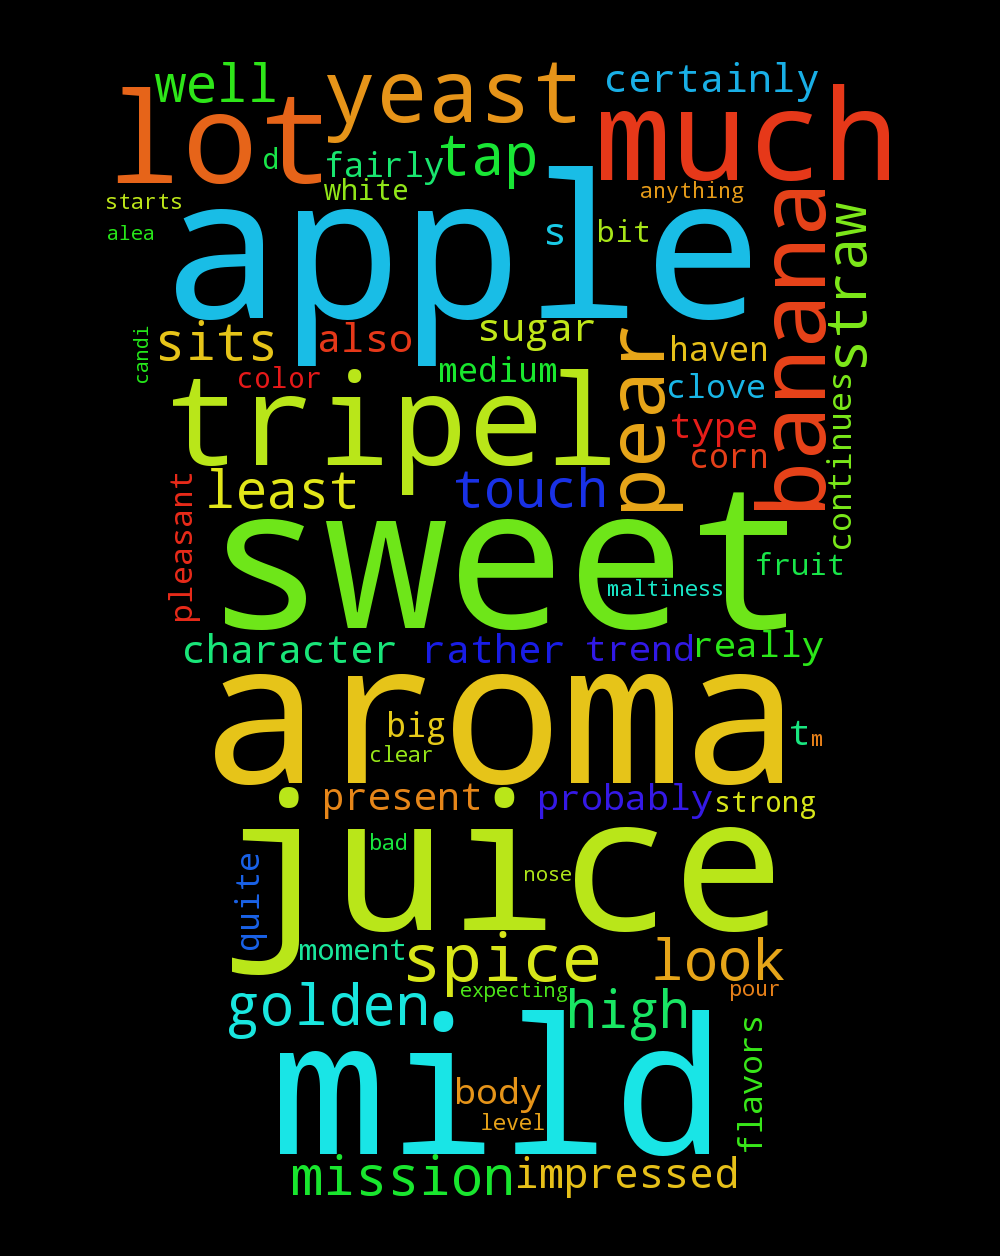 well
yeast
certainly
lot
much
d
fairly
tap
white
anything
starts
apple
banana
straw
alea
s
bit
candi
sits
also
sugar
pear
haven
color
medium
clove
continues
tripel
type
corn
pleasant
least
touch
sweet
fruit
maltiness
character
rather
trend
really
aroma
big
clear
t
m
present
probably
strong
juice
bad
quite
nose
moment
spice
look
golden
expecting
high
pour
mild
body
level
flavors
mission
impressed